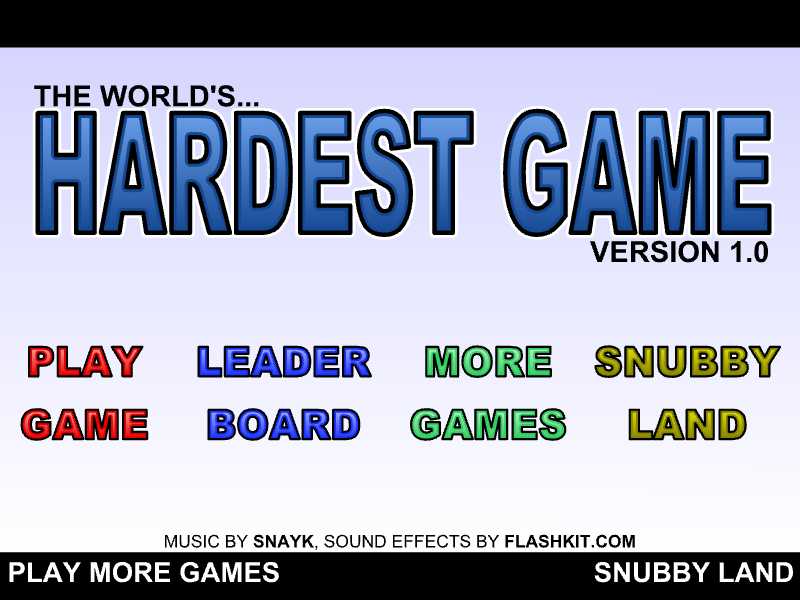 THE WORLD'S...
HARDEST GAME
VERSION 1.0
PLAY GAME
LEADER BOARD
MORE GAMES
SNUBBY LAND
MUSIC BY SNAYK, SOUND EFFECTS BY FLASHKIT.COM
PLAY MORE GAMES
SNUBBY LAND